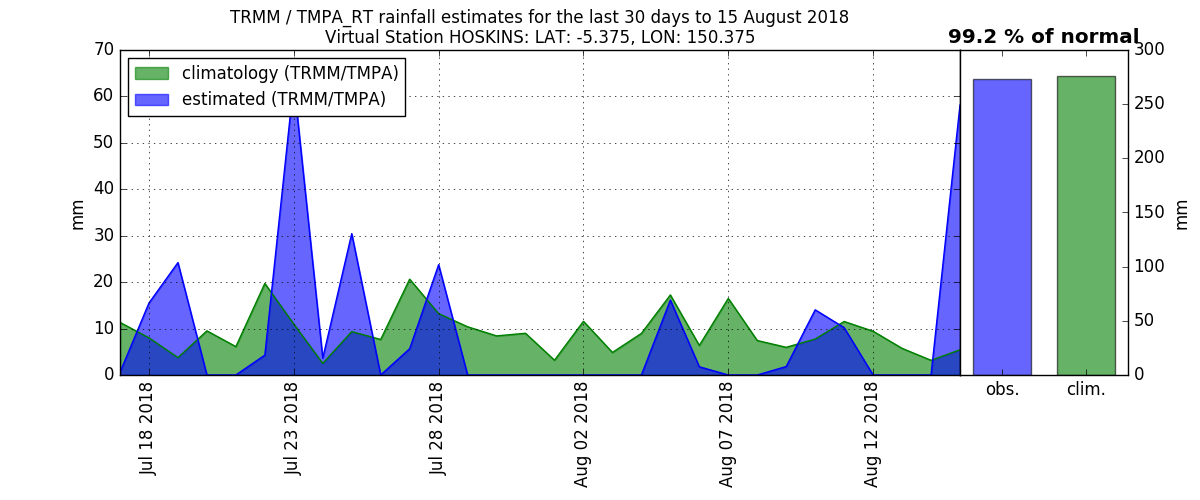 TRMM / TMPA_RT rainfall estimates for the last 30 days to 15 August 2018
Virtual Station HOSKINS: LAT: -5.375, LON: 150.375
99.2 % of normal
climatology (TRMM/TMPA)
estimated (TRMM/TMPA)
70
60
50
40
30
20
10
0
mm
300
250
200
150
100
50
0
mm
Jul 18 2018
Jul 23 2018
Jul 28 2018
Aug 02 2018
Aug 07 2018
Aug 12 2018
obs.
clim.